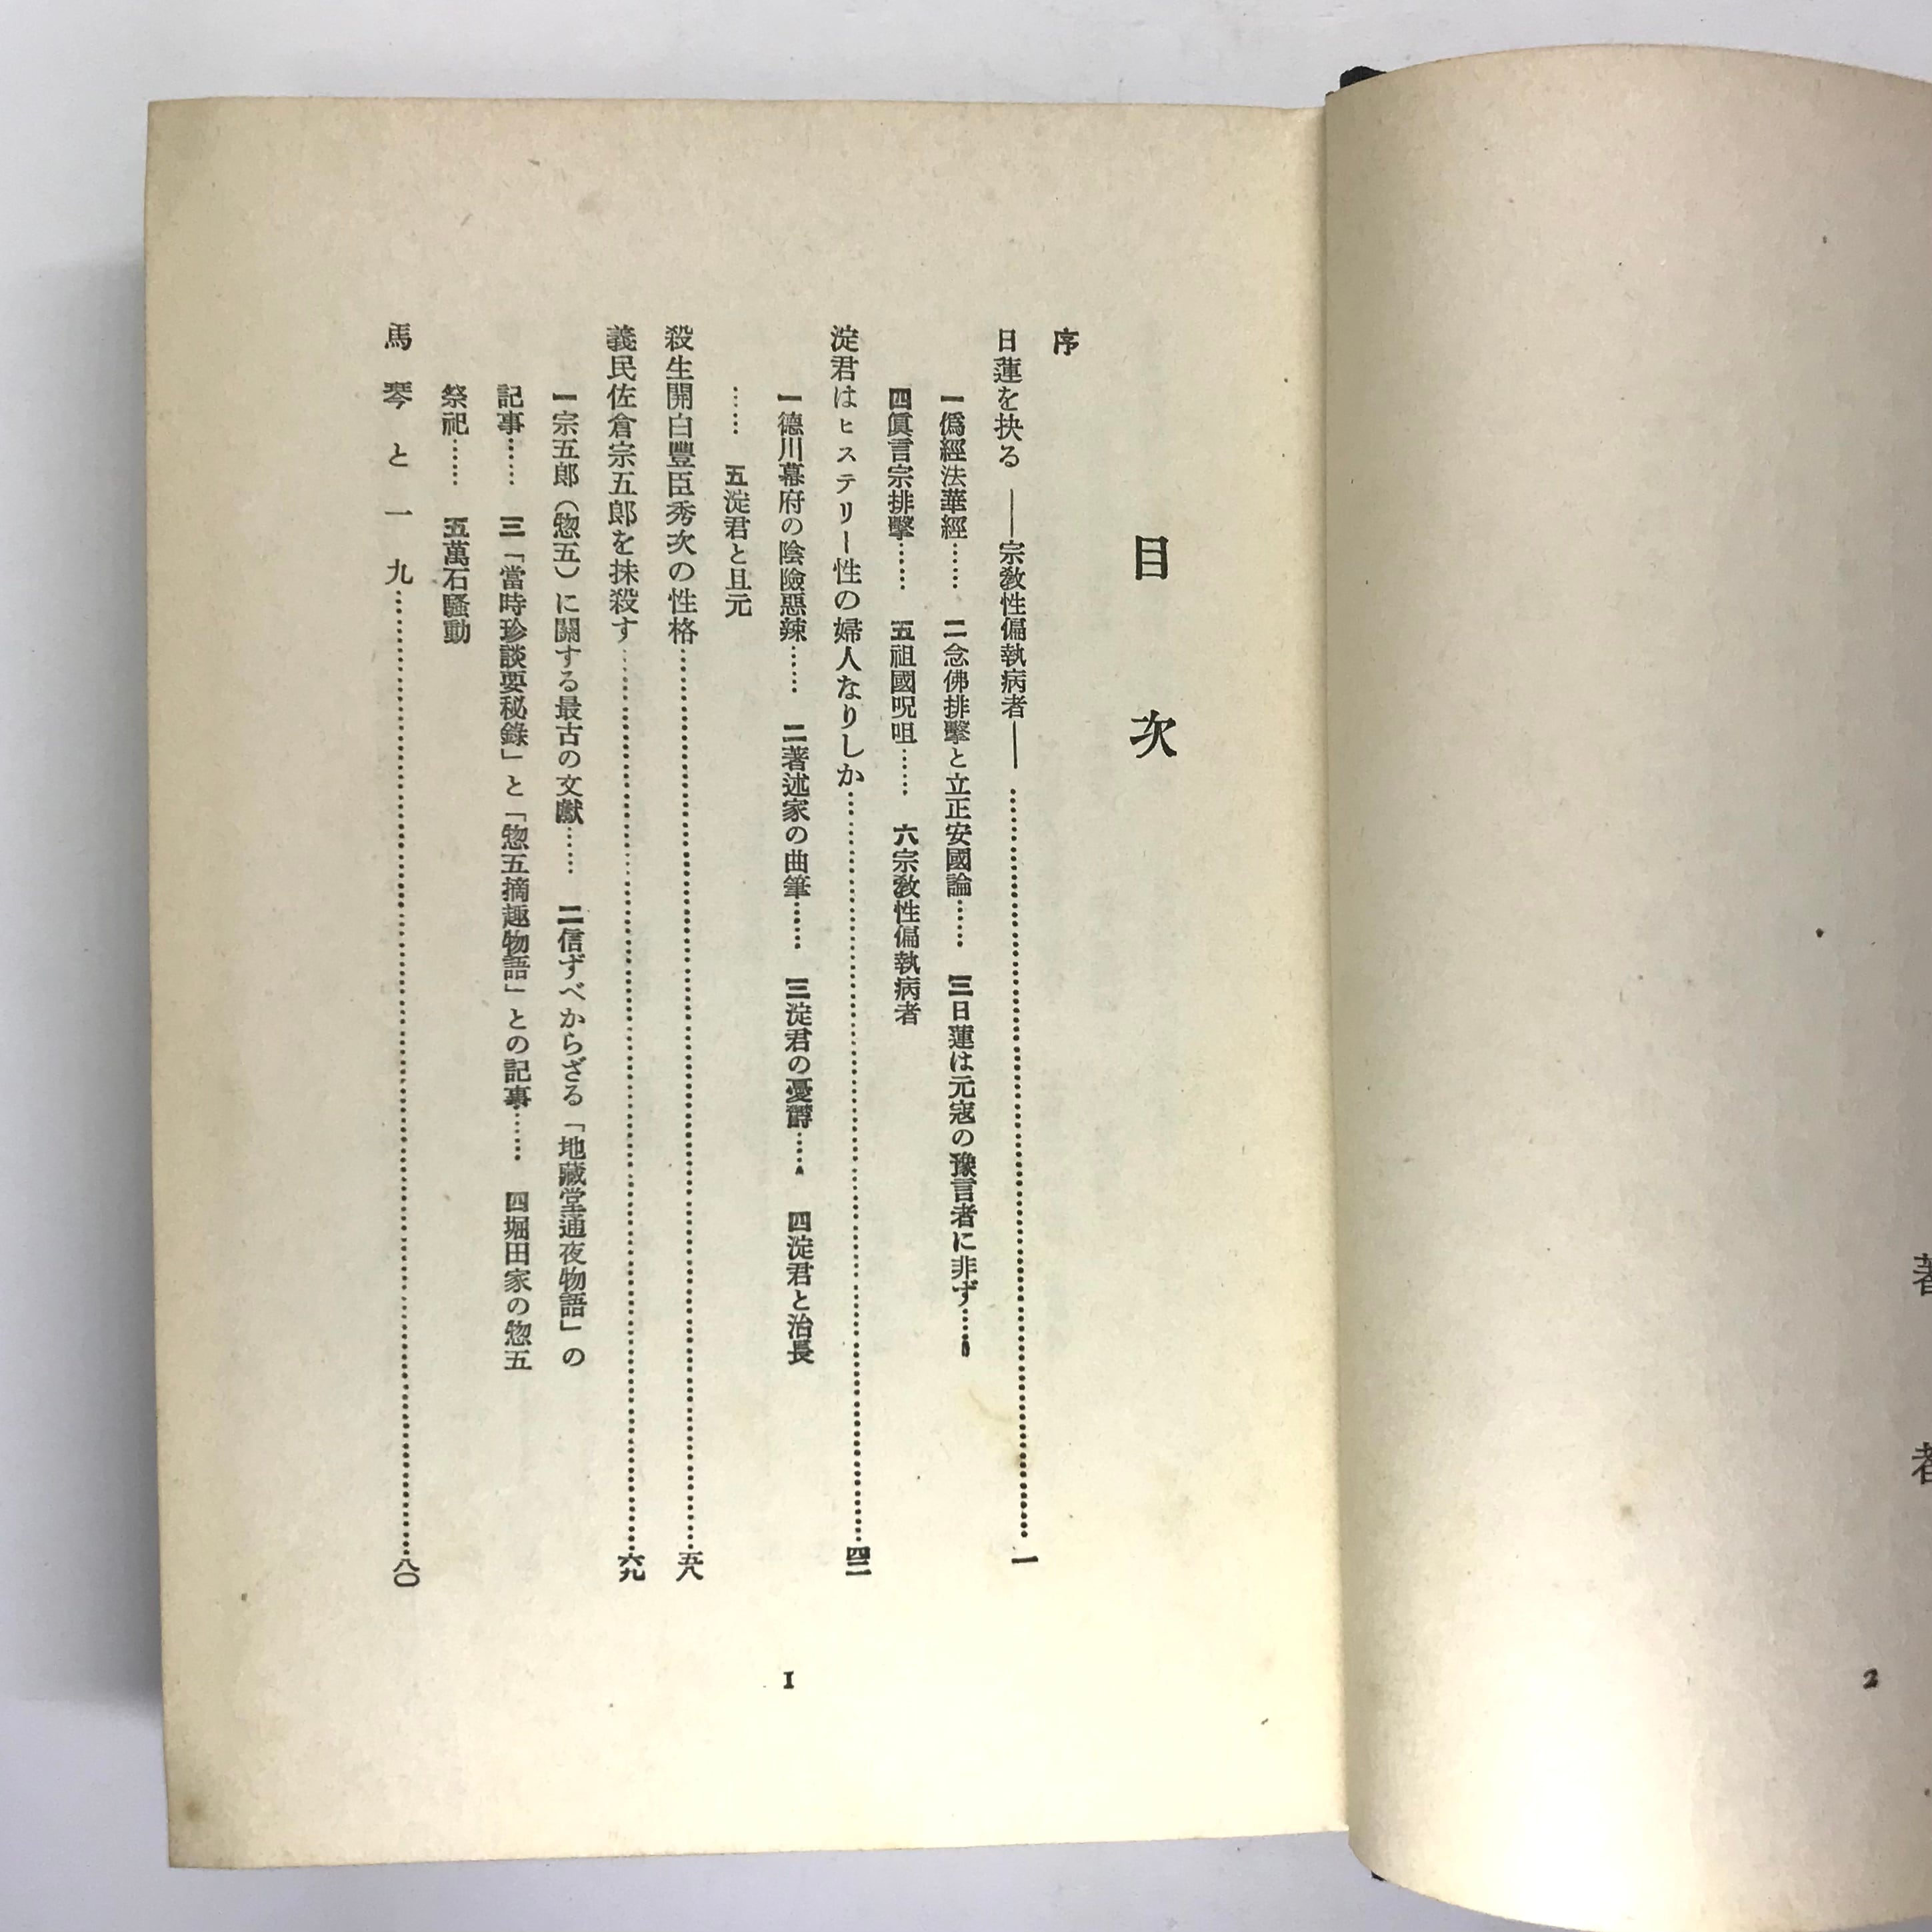 著者
2
目次
序
日蓮を抉る ――宗教性偏執病者――……………………一
一僞經法華經…… 二念佛排擊と立正安國論…… 三日蓮は元寇の豫言者に非ず……
四眞言宗排擊…… 五祖國呪咀…… 六宗教性偏執病者
淀君はヒステリー性の婦人なりしか……………………四二
一德川幕府の陰險惡辣…… 二著述家の曲筆…… 三淀君の憂鬱…… 四淀君と治長
…… 五淀君と且元
殺生開白豐臣秀次の性格……………………五八
義民佐倉宗五郎を抹殺す……………………六九
一宗五郎（惣五）に關する最古の文獻…… 二信ずべからざる「地藏堂通夜物語」の
記事…… 三「當時珍談要秘錄」と「惣五摘趣物語」との記事…… 四堀田家の惣五
祭祀…… 五萬石騷動
馬琴と一九……………………八〇
1